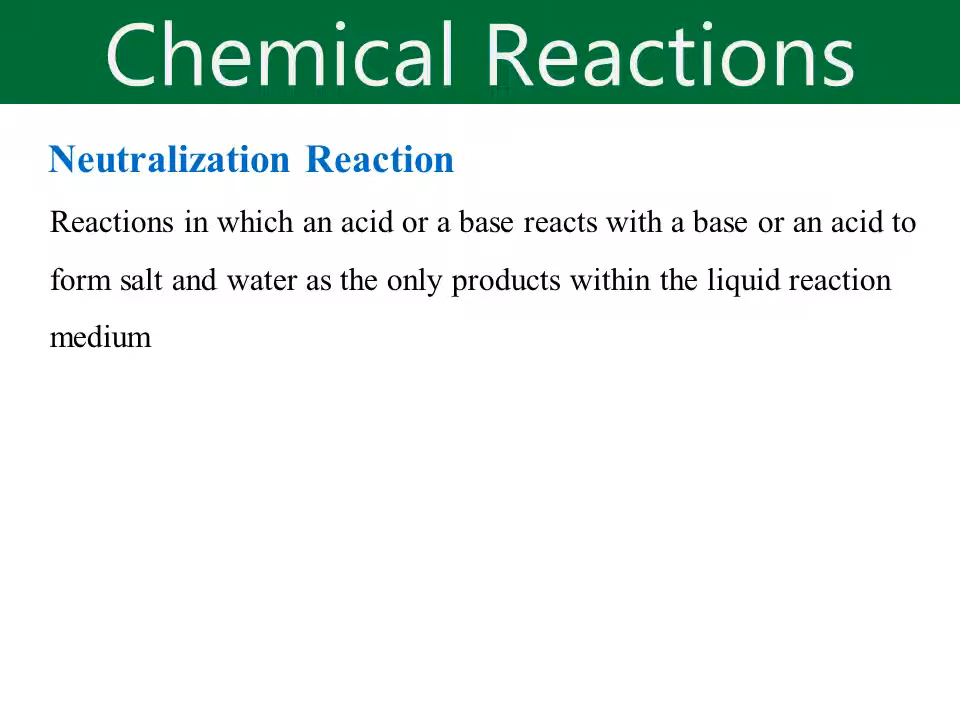 Chemical Reactions
Neutralization Reaction
Reactions in which an acid or a base reacts with a base or an acid to
form salt and water as the only products within the liquid reaction
medium